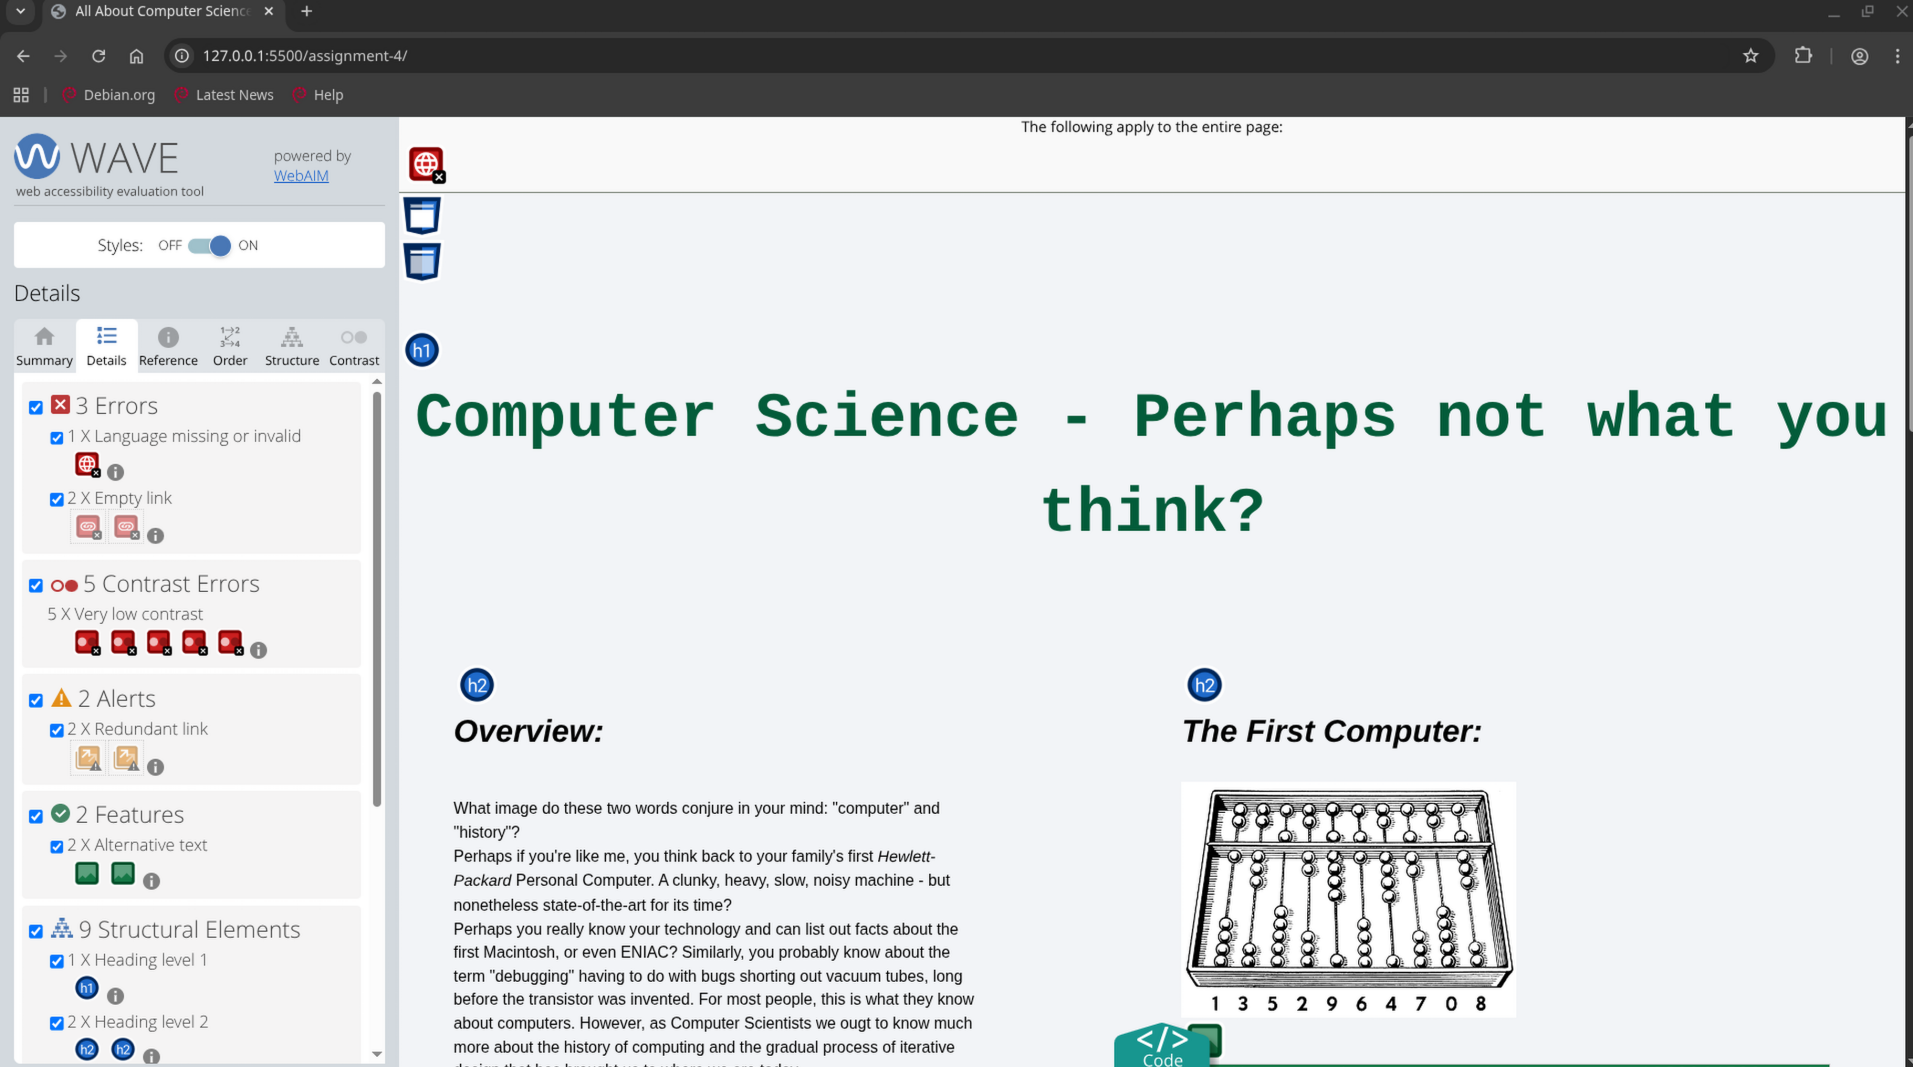 All About Computer Scienc
127.0.0.1:5500/assignment-4/
Debian.org
Latest News
Help
WAVE
powered by
WebAIM
web accessibility evaluation tool
Styles: OFF ON
Details
Summary Details Reference Order Structure Contrast
3 Errors
1 X Language missing or invalid
2 X Empty link
5 Contrast Errors
5 X Very low contrast
2 Alerts
2 X Redundant link
2 Features
2 X Alternative text
9 Structural Elements
1 X Heading level 1
h1
2 X Heading level 2
h2 h2
The following apply to the entire page:
h1
Computer Science - Perhaps not what you
think?
h2
Overview:
What image do these two words conjure in your mind: "computer" and
"history"?
Perhaps if you're like me, you think back to your family's first Hewlett-
Packard Personal Computer. A clunky, heavy, slow, noisy machine - but
nonetheless state-of-the-art for its time?
Perhaps you really know your technology and can list out facts about the
first Macintosh, or even ENIAC? Similarly, you probably know about the
term "debugging" having to do with bugs shorting out vacuum tubes, long
before the transistor was invented. For most people, this is what they know
about computers. However, as Computer Scientists we ougt to know much
more about the history of computing and the gradual process of iterative
h2
The First Computer:
1 3 5 2 9 6 4 7 0 8
</>
Code